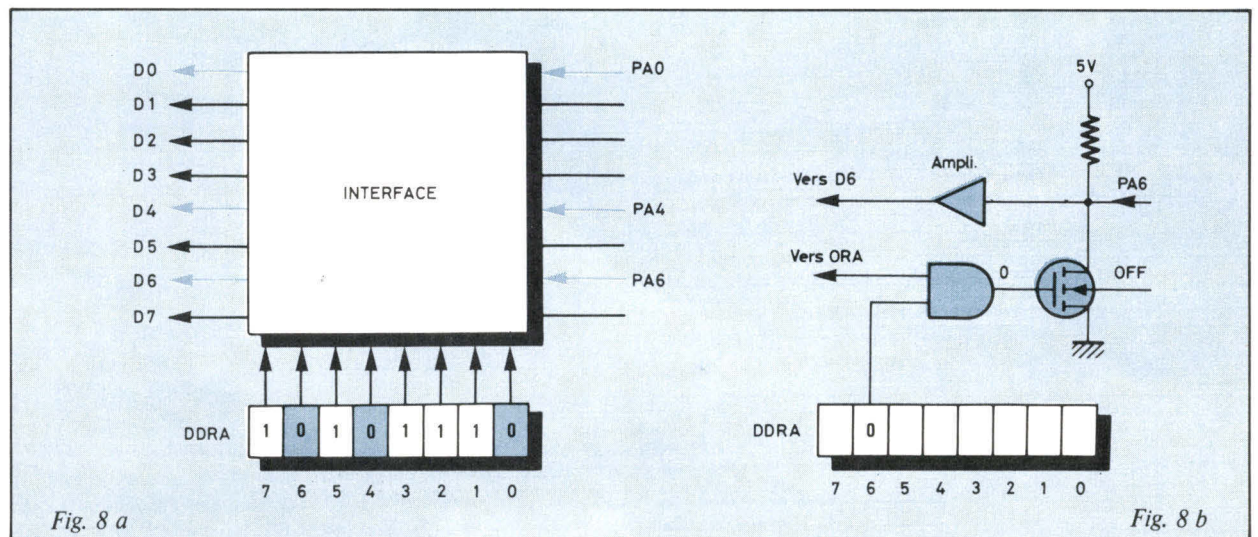 D0
D1
D2
D3
D4
D5
D6
D7
INTERFACE
PA0
PA4
PA6
DDRA
1 0 1 0 1 1 1 0
7 6 5 4 3 2 1 0
Fig. 8 a
5V
Ampli.
Vers D6
PA6
Vers ORA
0
OFF
DDRA
0
7 6 5 4 3 2 1 0
Fig. 8 b